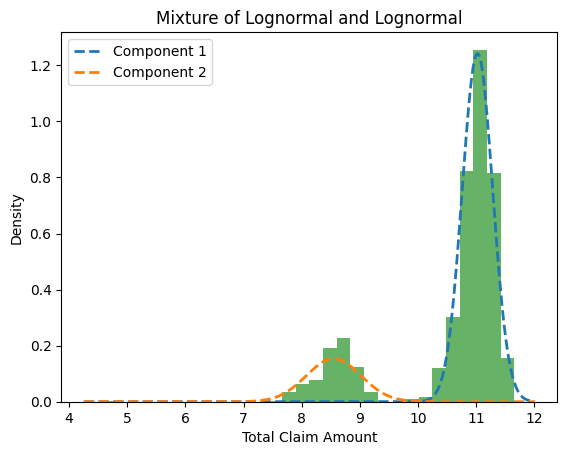 Mixture of Lognormal and Lognormal
Component 1
Component 2
Density
1.2
1.0
0.8
0.6
0.4
0.2
0.0
4 5 6 7 8 9 10 11 12
Total Claim Amount